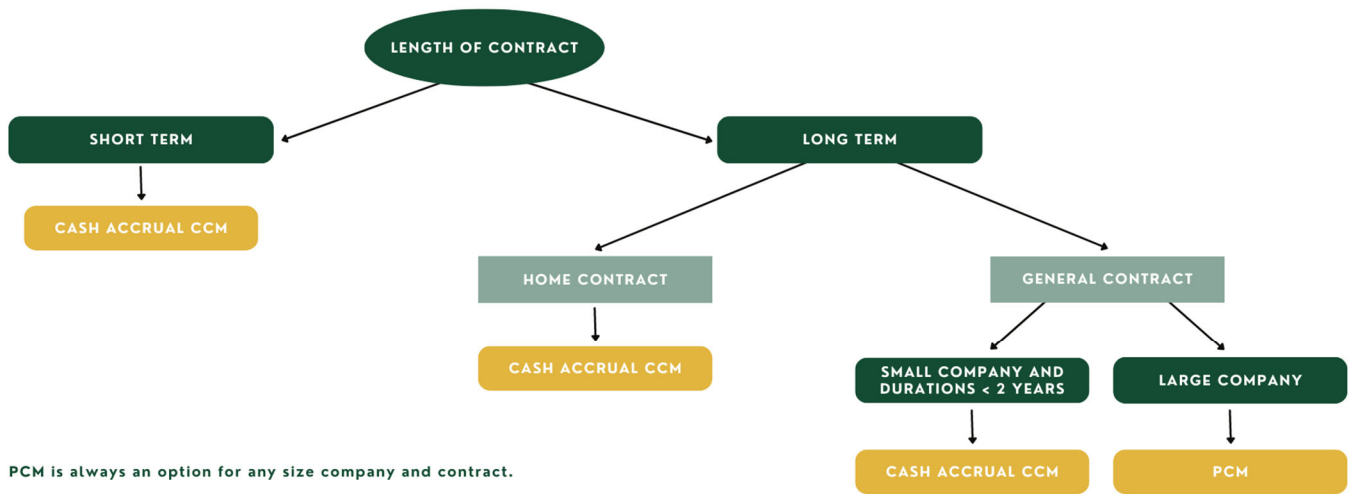 LENGTH OF CONTRACT
SHORT TERM
LONG TERM
CASH ACCRUAL CCM
HOME CONTRACT
GENERAL CONTRACT
CASH ACCRUAL CCM
SMALL COMPANY AND
DURATIONS < 2 YEARS
LARGE COMPANY
CASH ACCRUAL CCM
PCM
PCM is always an option for any size company and contract.